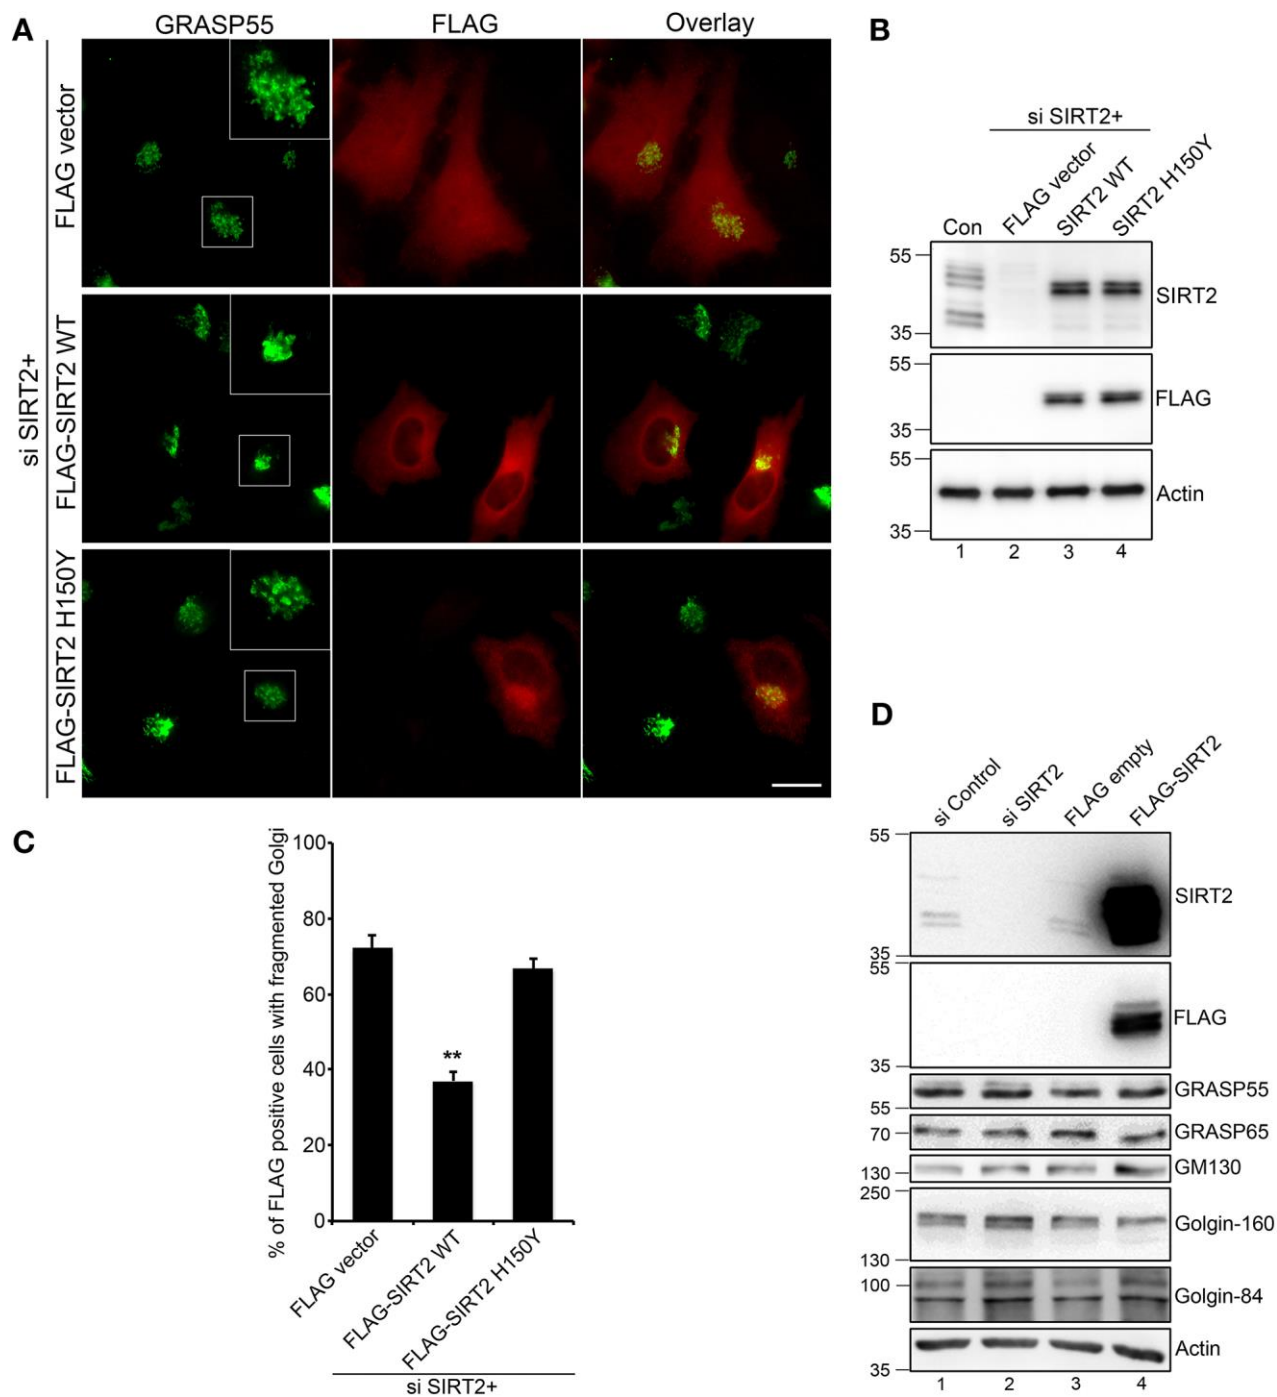 A
GRASP55
FLAG
Overlay
si SIRT2+
FLAG vector
FLAG-SIRT2 WT
FLAG-SIRT2 H150Y
B
si SIRT2+
Con
FLAG vector
SIRT2 WT
SIRT2 H150Y
55
35
SIRT2
55
35
FLAG
55
35
Actin
1 2 3 4
C
% of FLAG positive cells with fragmented Golgi
100
80
60
40
20
0
**
FLAG vector
FLAG-SIRT2 WT
FLAG-SIRT2 H150Y
si SIRT2+
D
si Control
si SIRT2
FLAG empty
FLAG-SIRT2
55
35
SIRT2
55
35
FLAG
GRASP55
55
70
GRASP65
130
GM130
250
Golgin-160
130
100
Golgin-84
Actin
35
1 2 3 4